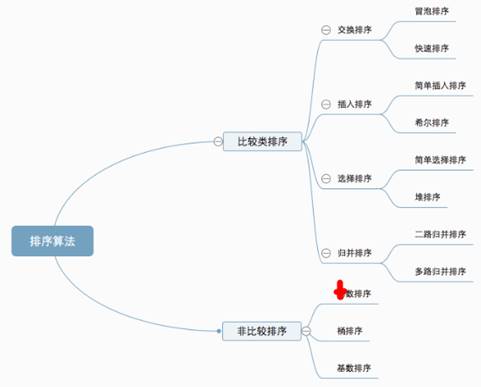 排序算法
比较类排序
交换排序
冒泡排序
快速排序
插入排序
简单插入排序
希尔排序
选择排序
简单选择排序
堆排序
归并排序
二路归并排序
多路归并排序
非比较排序
数排序
桶排序
基数排序